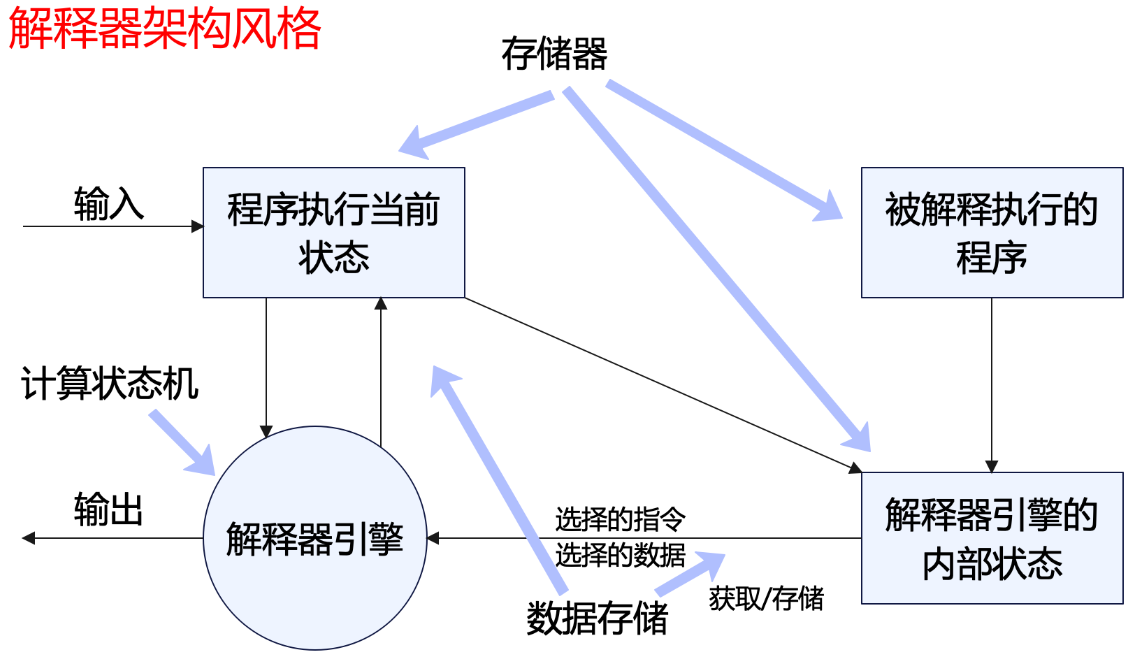 解释器架构风格
存储器
输入
程序执行当前
状态
被解释执行的
程序
计算状态机
输出
解释器引擎
选择的指令
选择的数据
解释器引擎的
内部状态
获取/存储
数据存储